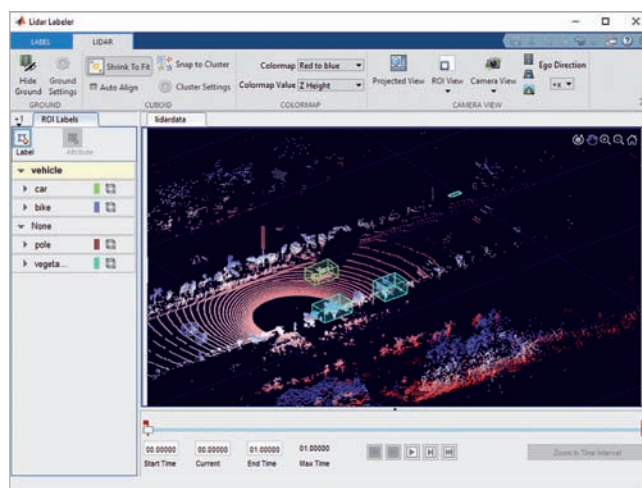 Lidar Labeler
LABEL
LIDAR
Hide Ground
Ground Settings
GROUND
Shrink To Fit
Auto Align
Snap to Cluster
Cluster Settings
CUBOID
Colormap Red to blue
Colormap Value Z Height
COLORMAP
Projected View
ROI View
Camera View
CAMERA VIEW
Ego Direction
+x
ROI Labels
Label
Attribute
vehicle
car
bike
None
pole
vegeta...
lidardata
00.00000
00.00000
01.00000
01.00000
Start Time
Current
End Time
Max Time
Zoom In Time Interval